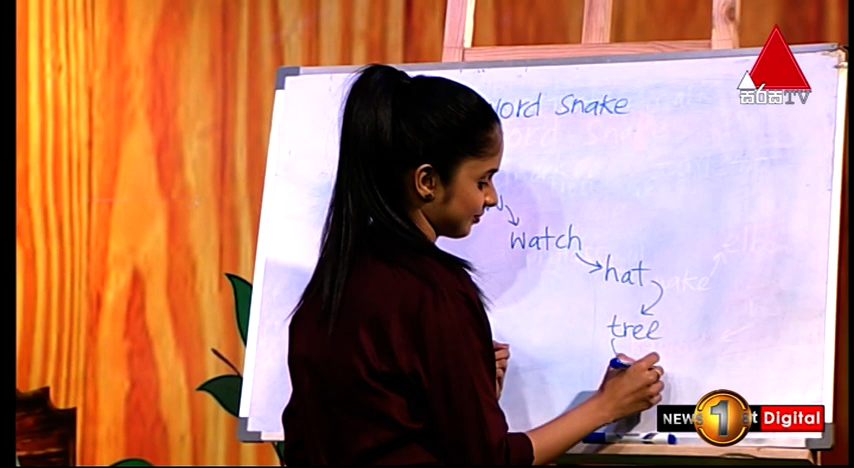 සිරස TV
Word Snake
watch
hat
tree
NEWS 1st Digital